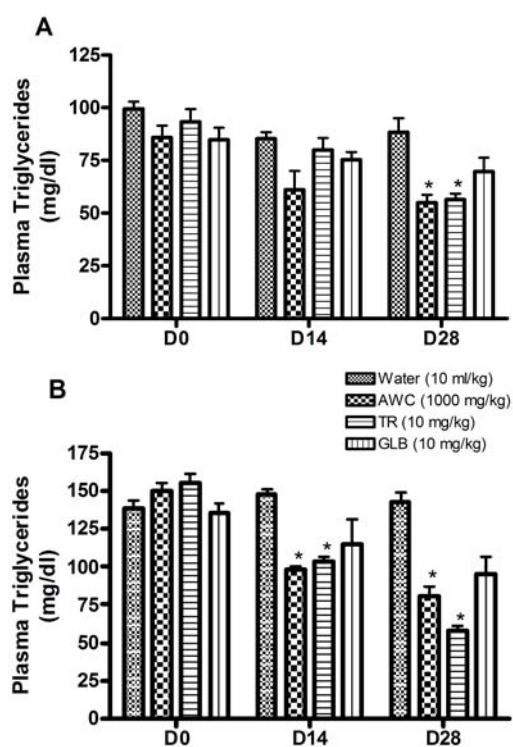 A
125
100
75
50
25
0
Plasma Triglycerides
(mg/dl)
* *
D0 D14 D28
B
Water (10 ml/kg)
AWC (1000 mg/kg)
TR (10 mg/kg)
GLB (10 mg/kg)
175
150
125
100
75
50
25
0
Plasma Triglycerides
(mg/dl)
* * * *
D0 D14 D28